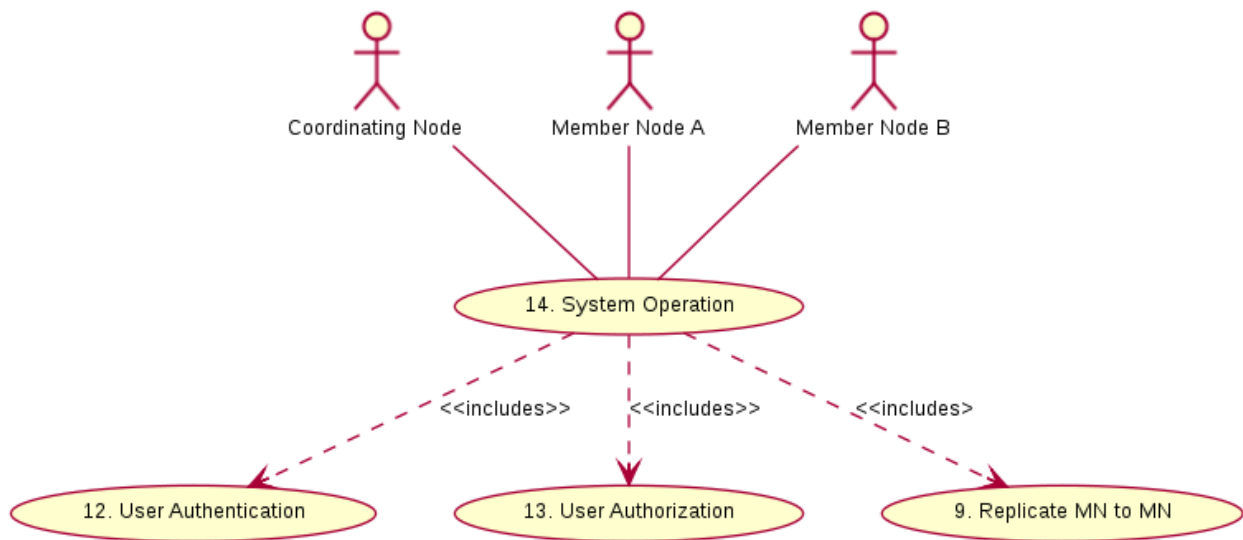 Coordinating Node
Member Node A
Member Node B
14. System Operation
<<includes>>
<<includes>>
<<includes>
12. User Authentication
13. User Authorization
9. Replicate MN to MN